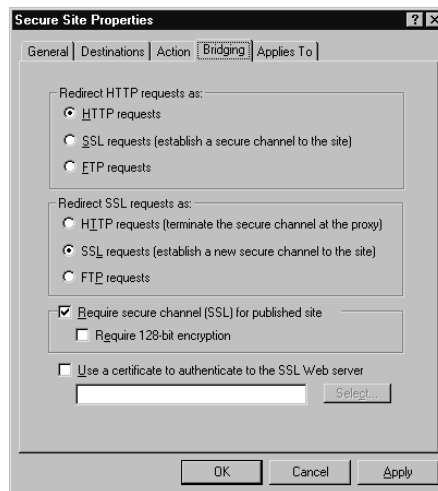 Secure Site Properties
General Destinations Action Bridging Applies To
Redirect HTTP requests as:
HTTP requests
SSL requests (establish a secure channel to the site)
FTP requests
Redirect SSL requests as:
HTTP requests (terminate the secure channel at the proxy)
SSL requests (establish a new secure channel to the site)
FTP requests
Require secure channel (SSL) for published site
Require 128-bit encryption
Use a certificate to authenticate to the SSL Web server
Select...
OK Cancel Apply